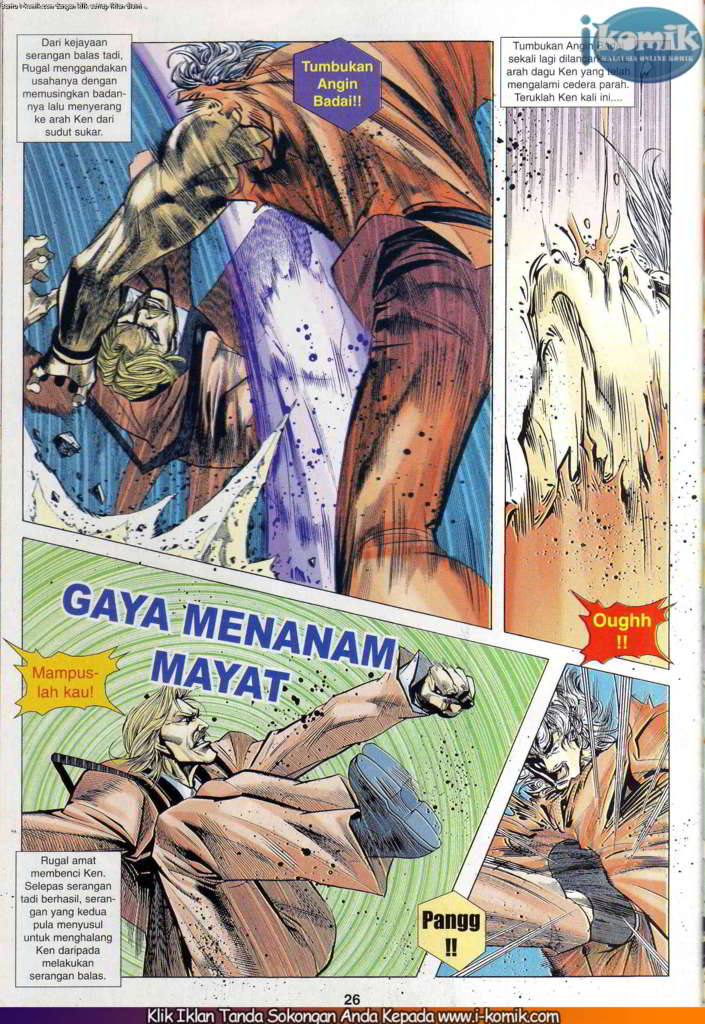 Dari kejayaan
serangan balas tadi,
Rugal menggandakan
usahanya dengan
memusingkan badan-
nya lalu menyerang
ke arah Ken dari
sudut sukar.
Tumbukan
Angin
Badai!!
Tumbukan Angin
sekali lagi
arah dagu Ken yang telah
mengalami cedera parah.
Teruklah Ken kali ini....
ikomik
MALAYSIA ONLINE KOMIK
Oughh
!!
GAYA MENANAM
MAYAT
Mampus-
lah kau!
Rugal amat
membenci Ken.
Selepas serangan
tadi berhasil, seran-
gan yang kedua
pula menyusul
untuk menghalang
Ken daripada
melakukan
serangan balas.
Pangg
!!
26
Klik Iklan Tanda Sokongan Anda Kepada www.i-komik.com